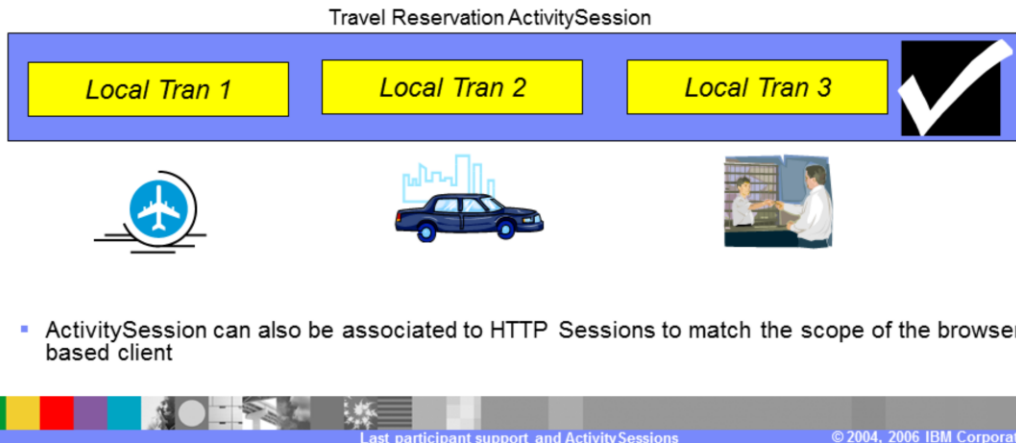 Travel Reservation ActivitySession
Local Tran 1
Local Tran 2
Local Tran 3
▪ ActivitySession can also be associated to HTTP Sessions to match the scope of the browser
based client
Last participant support and ActivitySessions
© 2004, 2006 IBM Corporat